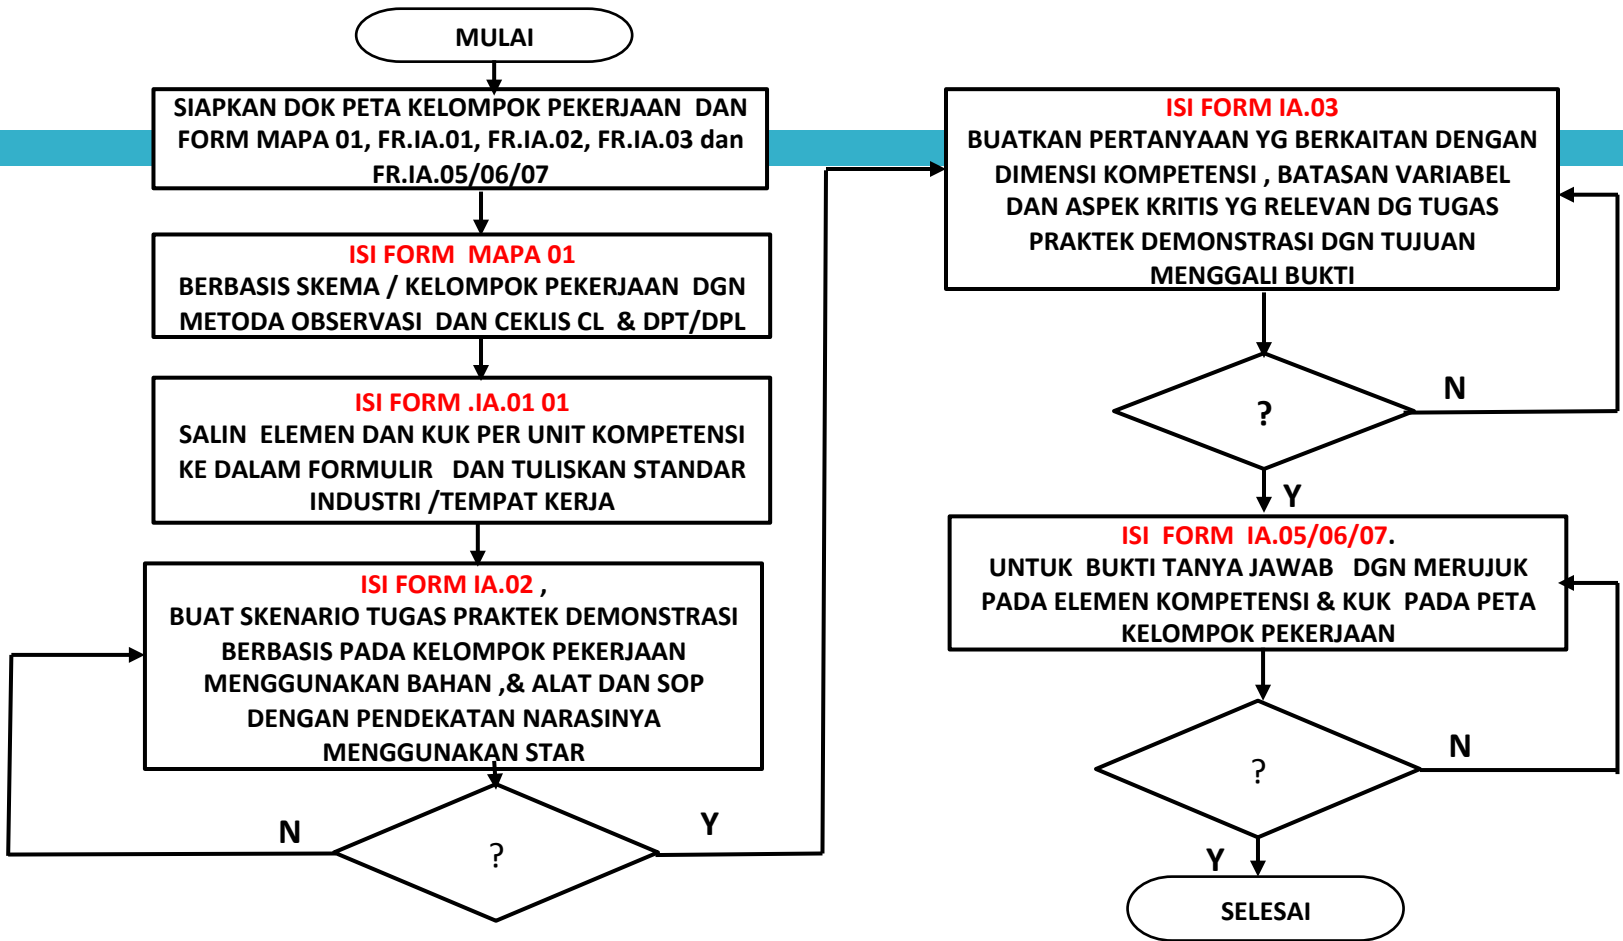 MULAI
SIAPKAN DOK PETA KELOMPOK PEKERJAAN DAN
FORM MAPA 01, FR.IA.01, FR.IA.02, FR.IA.03 dan
FR.IA.05/06/07
ISI FORM MAPA 01
BERBASIS SKEMA / KELOMPOK PEKERJAAN DGN
METODA OBSERVASI DAN CEKLIS CL & DPT/DPL
ISI FORM .IA.01 01
SALIN ELEMEN DAN KUK PER UNIT KOMPETENSI
KE DALAM FORMULIR DAN TULISKAN STANDAR
INDUSTRI /TEMPAT KERJA
ISI FORM IA.02 ,
BUAT SKENARIO TUGAS PRAKTEK DEMONSTRASI
BERBASIS PADA KELOMPOK PEKERJAAN
MENGGUNAKAN BAHAN ,& ALAT DAN SOP
DENGAN PENDEKATAN NARASINYA
MENGGUNAKAN STAR
N
?
Y
ISI FORM IA.03
BUATKAN PERTANYAAN YG BERKAITAN DENGAN
DIMENSI KOMPETENSI , BATASAN VARIABEL
DAN ASPEK KRITIS YG RELEVAN DG TUGAS
PRAKTEK DEMONSTRASI DGN TUJUAN
MENGGALI BUKTI
?
N
Y
ISI FORM IA.05/06/07.
UNTUK BUKTI TANYA JAWAB DGN MERUJUK
PADA ELEMEN KOMPETENSI & KUK PADA PETA
KELOMPOK PEKERJAAN
?
N
Y
SELESAI